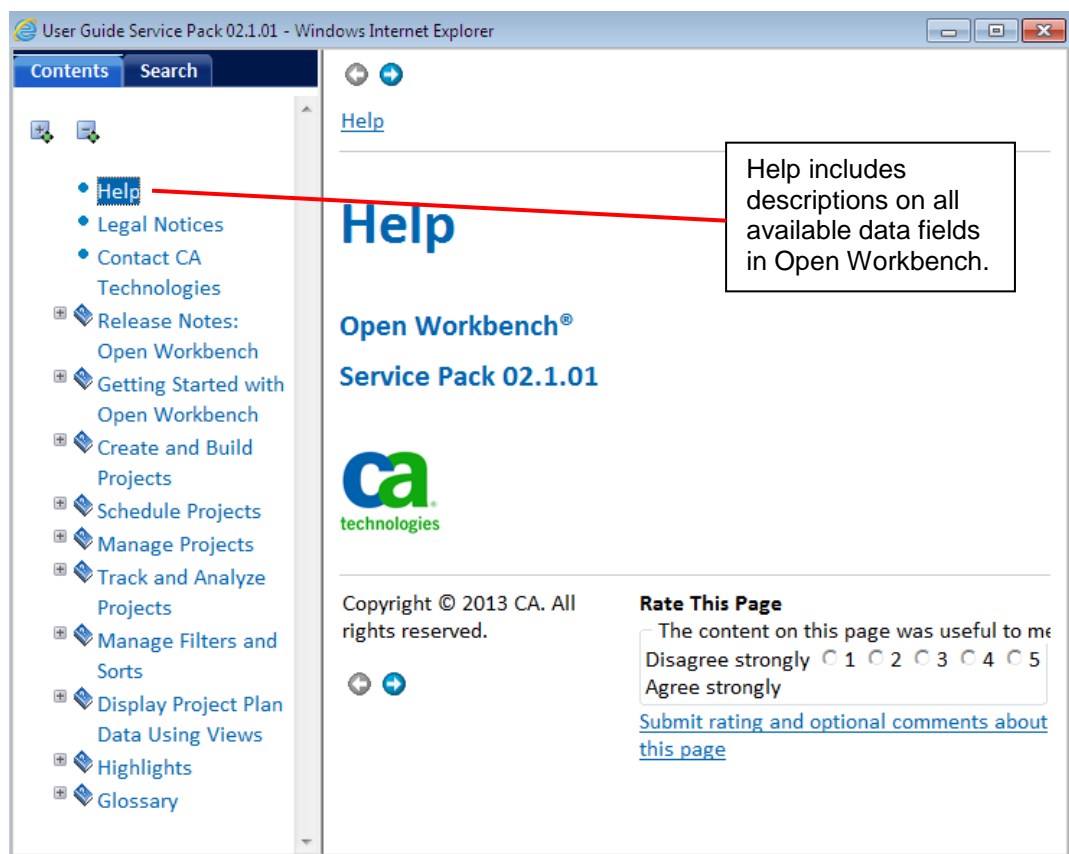 User Guide Service Pack 02.1.01 - Windows Internet Explorer
Contents
Search
Help
Legal Notices
Contact CA
Technologies
Release Notes:
Open Workbench
Getting Started with
Open Workbench
Create and Build
Projects
Schedule Projects
Manage Projects
Track and Analyze
Projects
Manage Filters and
Sorts
Display Project Plan
Data Using Views
Highlights
Glossary
Help
Help includes
descriptions on all
available data fields
in Open Workbench.
Help
Open Workbench®
Service Pack 02.1.01
ca
technologies
Copyright © 2013 CA. All
rights reserved.
Rate This Page
The content on this page was useful to me
Disagree strongly 1 2 3 4 5
Agree strongly
Submit rating and optional comments about
this page